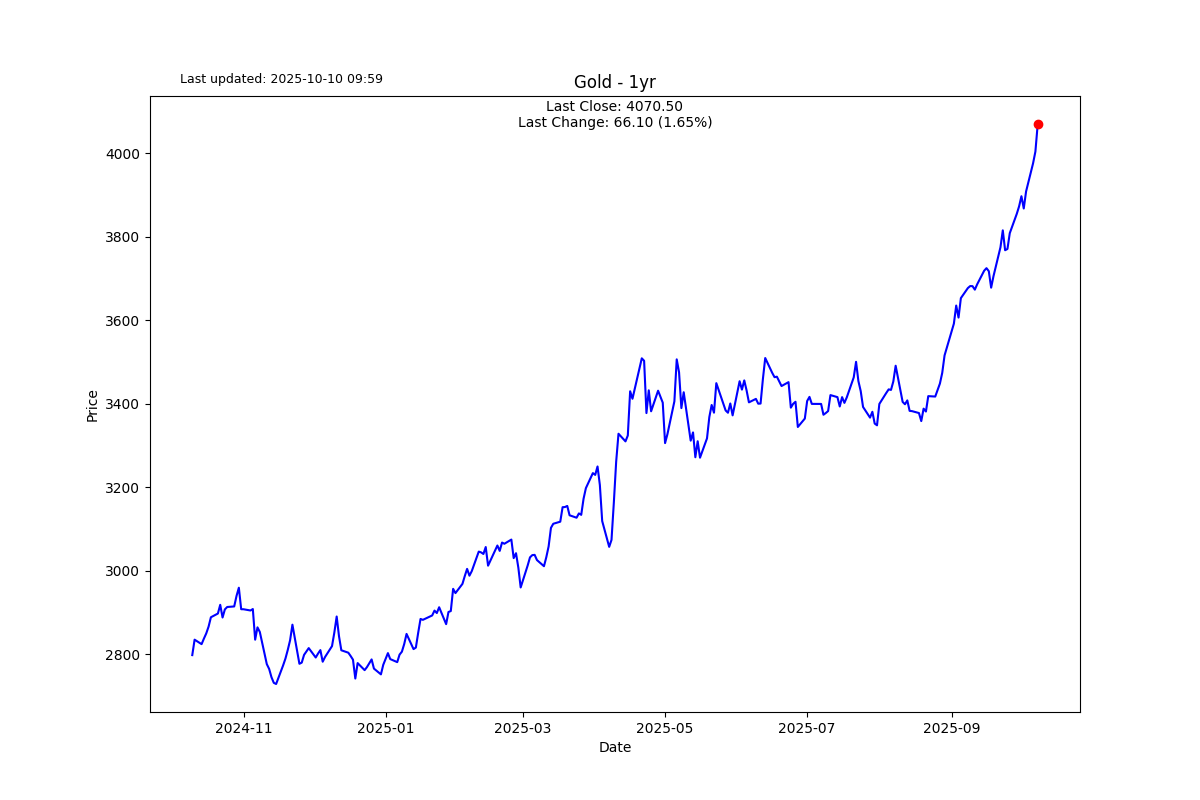 Last updated: 2025-10-10 09:59
Gold - 1yr
Last Close: 4070.50
Last Change: 66.10 (1.65%)
4000
3800
3600
3400
3200
3000
2800
Price
2024-11
2025-01
2025-03
2025-05
2025-07
2025-09
Date